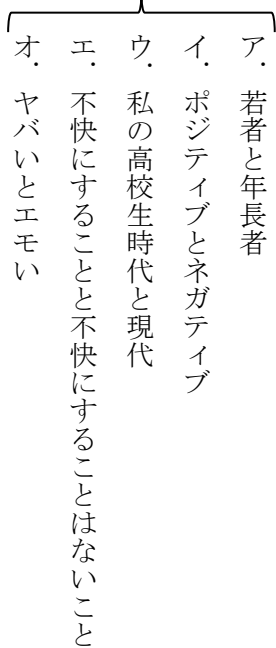 ア．若者と年長者
イ．ポジティブとネガティブ
ウ．私の高校生時代と現代
エ．不快にすることと不快にすることはないこと
オ．ヤバいとエモい